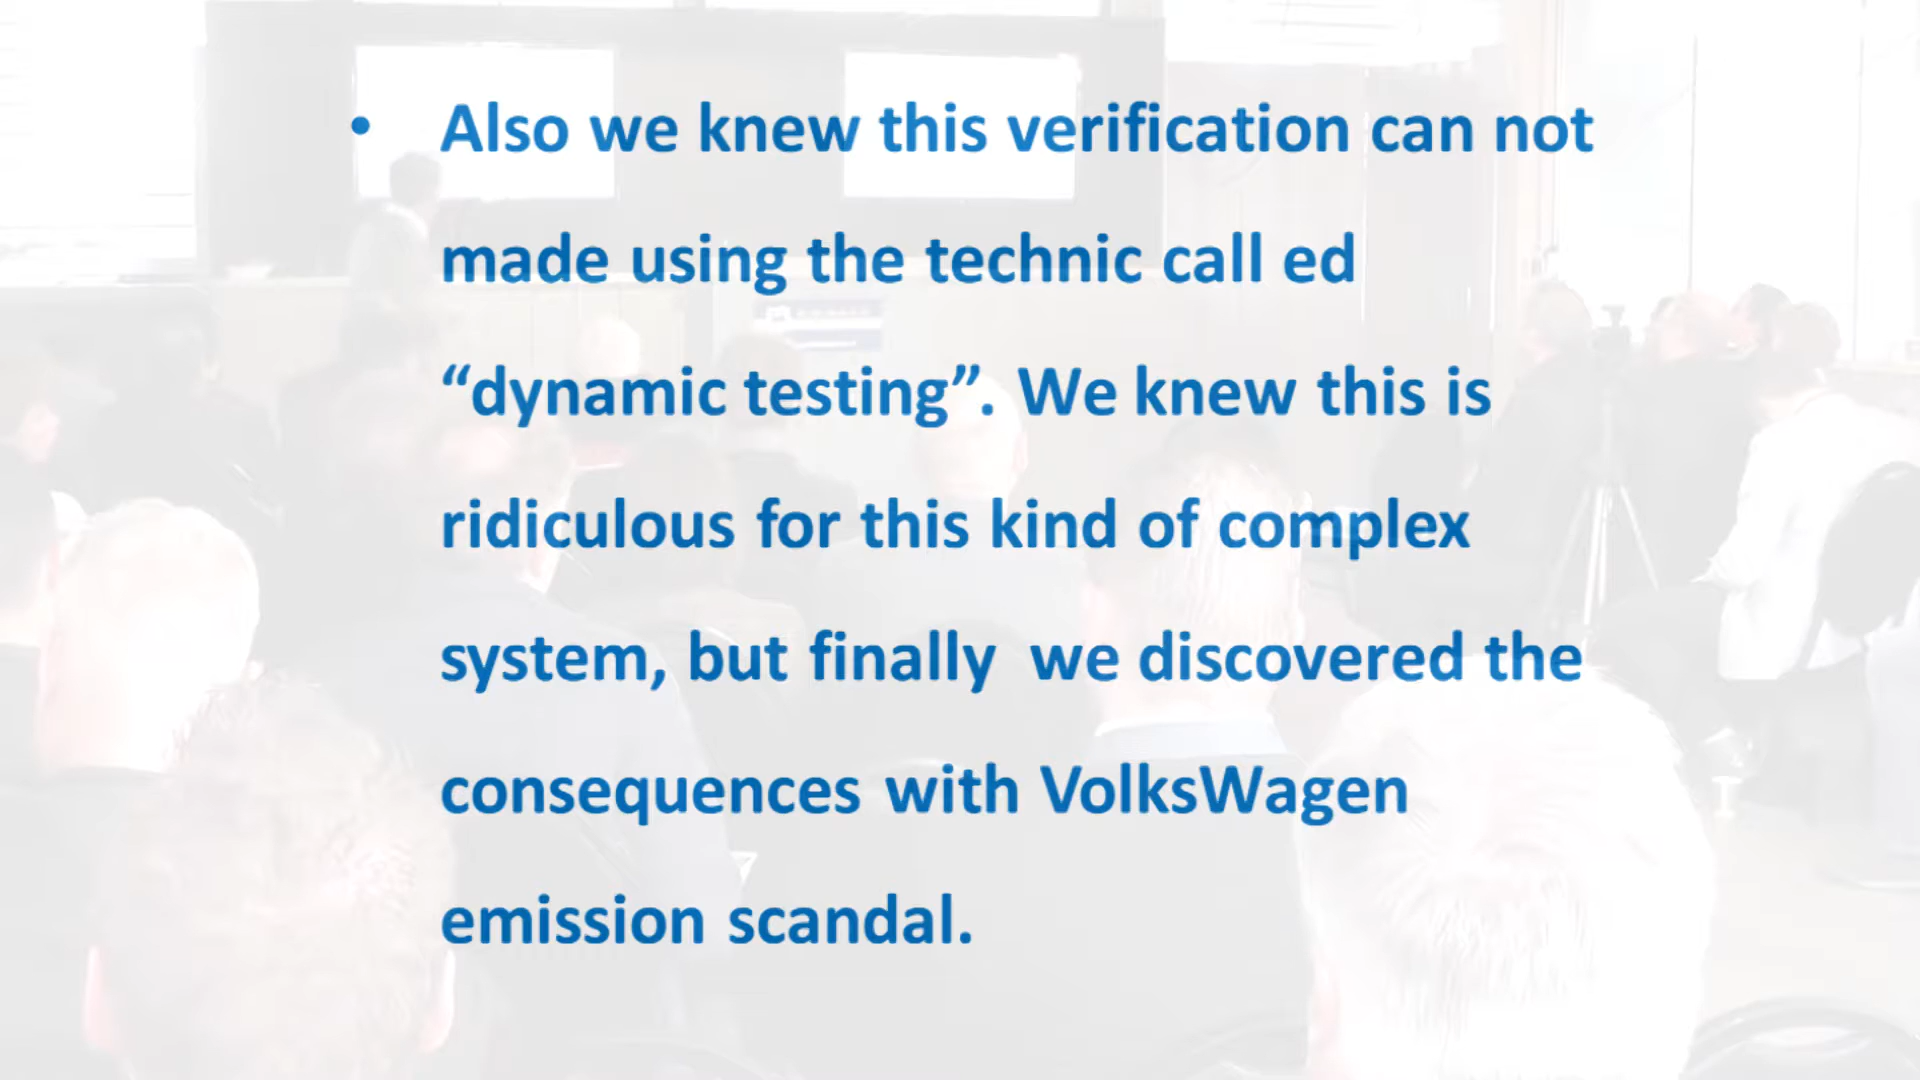 • Also we knew this verification can not
made using the technic call ed
“dynamic testing”. We knew this is
ridiculous for this kind of complex
system, but finally  we discovered the
consequences with VolksWagen
emission scandal.